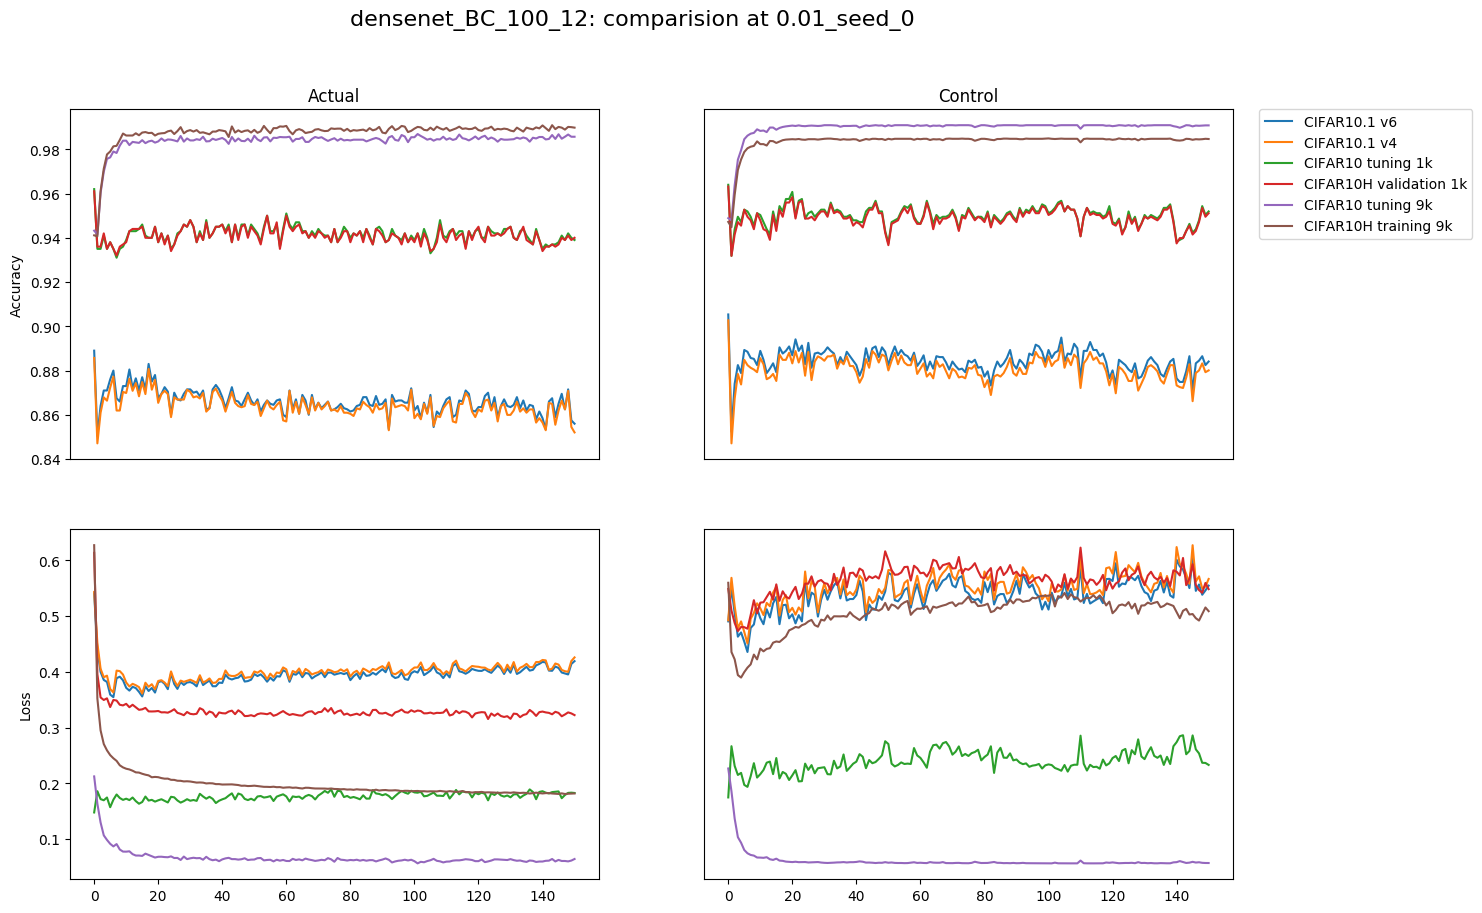 densenet_BC_100_12: comparision at 0.01_seed_0
Actual
Control
Accuracy
0.98
0.96
0.94
0.92
0.90
0.88
0.86
0.84
CIFAR10.1 v6
CIFAR10.1 v4
CIFAR10 tuning 1k
CIFAR10H validation 1k
CIFAR10 tuning 9k
CIFAR10H training 9k
Loss
0.6
0.5
0.4
0.3
0.2
0.1
0 20 40 60 80 100 120 140
0 20 40 60 80 100 120 140